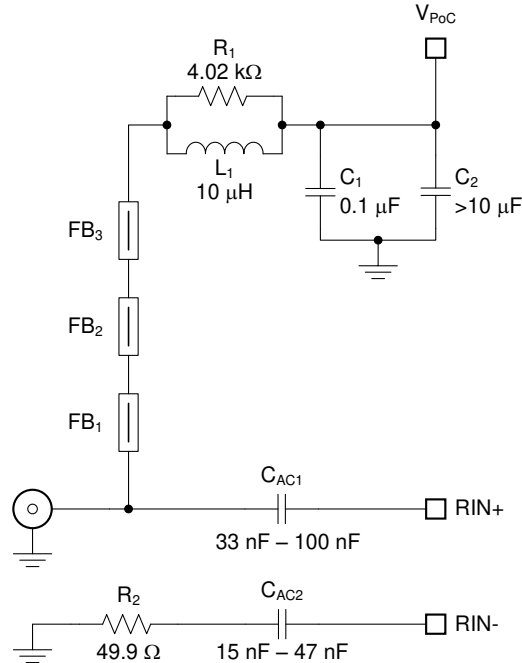 V_PoC
R_1
4.02 kΩ
L_1
10 μH
C_1
0.1 μF
C_2
>10 μF
FB_3
FB_2
FB_1
C_AC1
33 nF – 100 nF
RIN+
R_2
49.9 Ω
C_AC2
15 nF – 47 nF
RIN-